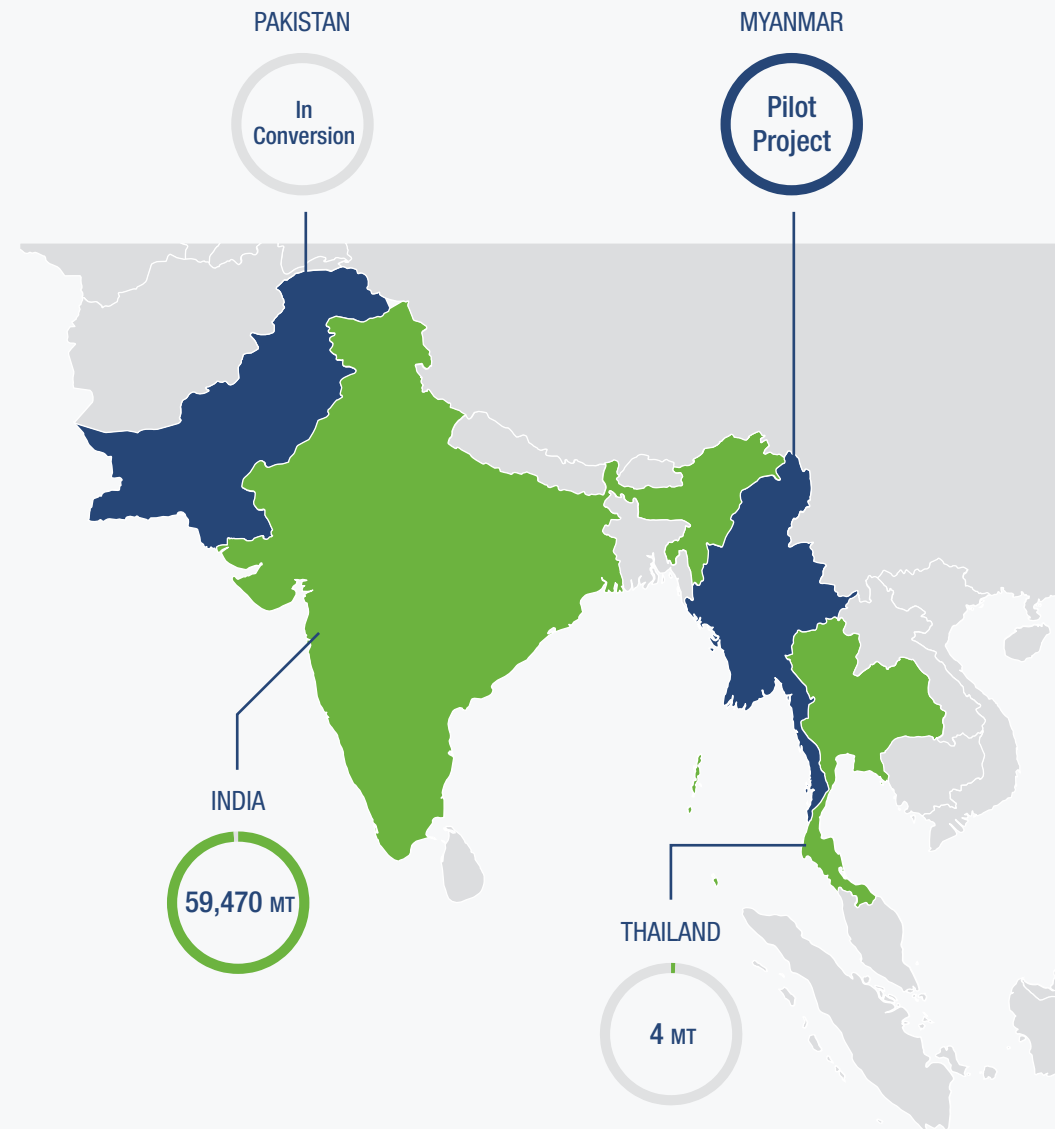 PAKISTAN
In
Conversion
MYANMAR
Pilot
Project
INDIA
59,470 MT
THAILAND
4 MT